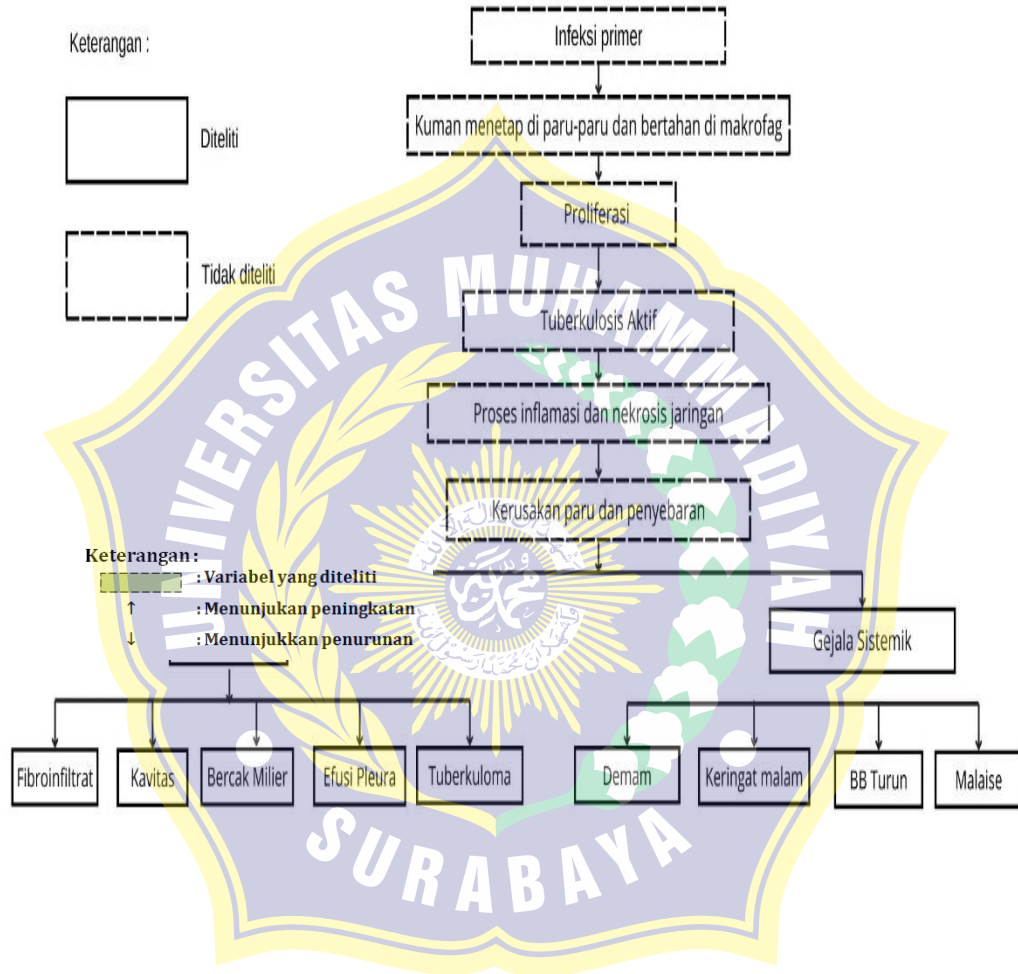 Keterangan :
Diteliti
Tidak diteliti
Infeksi primer
Kuman menetap di paru-paru dan bertahan di makrofag
Proliferasi
Tuberkulosis Aktif
Proses inflamasi dan nekrosis jaringan
Kerusakan paru dan penyebaran
Keterangan :
: Variabel yang diteliti
↑ : Menunjukan peningkatan
↓ : Menunjukkan penurunan
Gejala Sistemik
Fibroinfiltrat
Kavitas
Bercak Milier
Efusi Pleura
Tuberkuloma
Demam
Keringat malam
BB Turun
Malaise
UNIVERSITAS MUHAMMADIYAH
SURABAYA